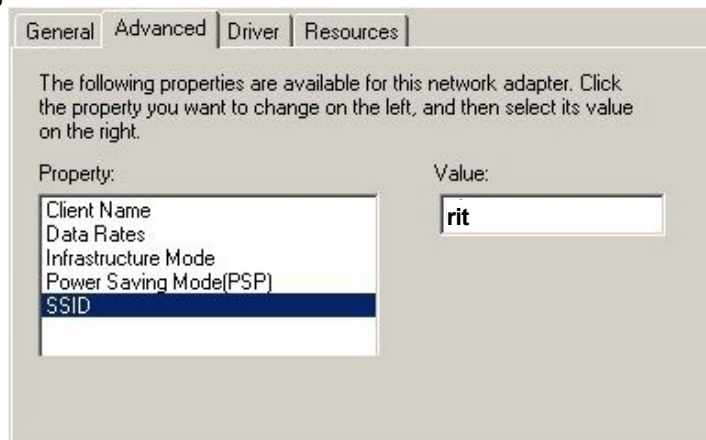 General Advanced Driver Resources
The following properties are available for this network adapter. Click
the property you want to change on the left, and then select its value
on the right.
Property:
Value:
Client Name
Data Rates
Infrastructure Mode
Power Saving Mode(PSP)
SSID
rit